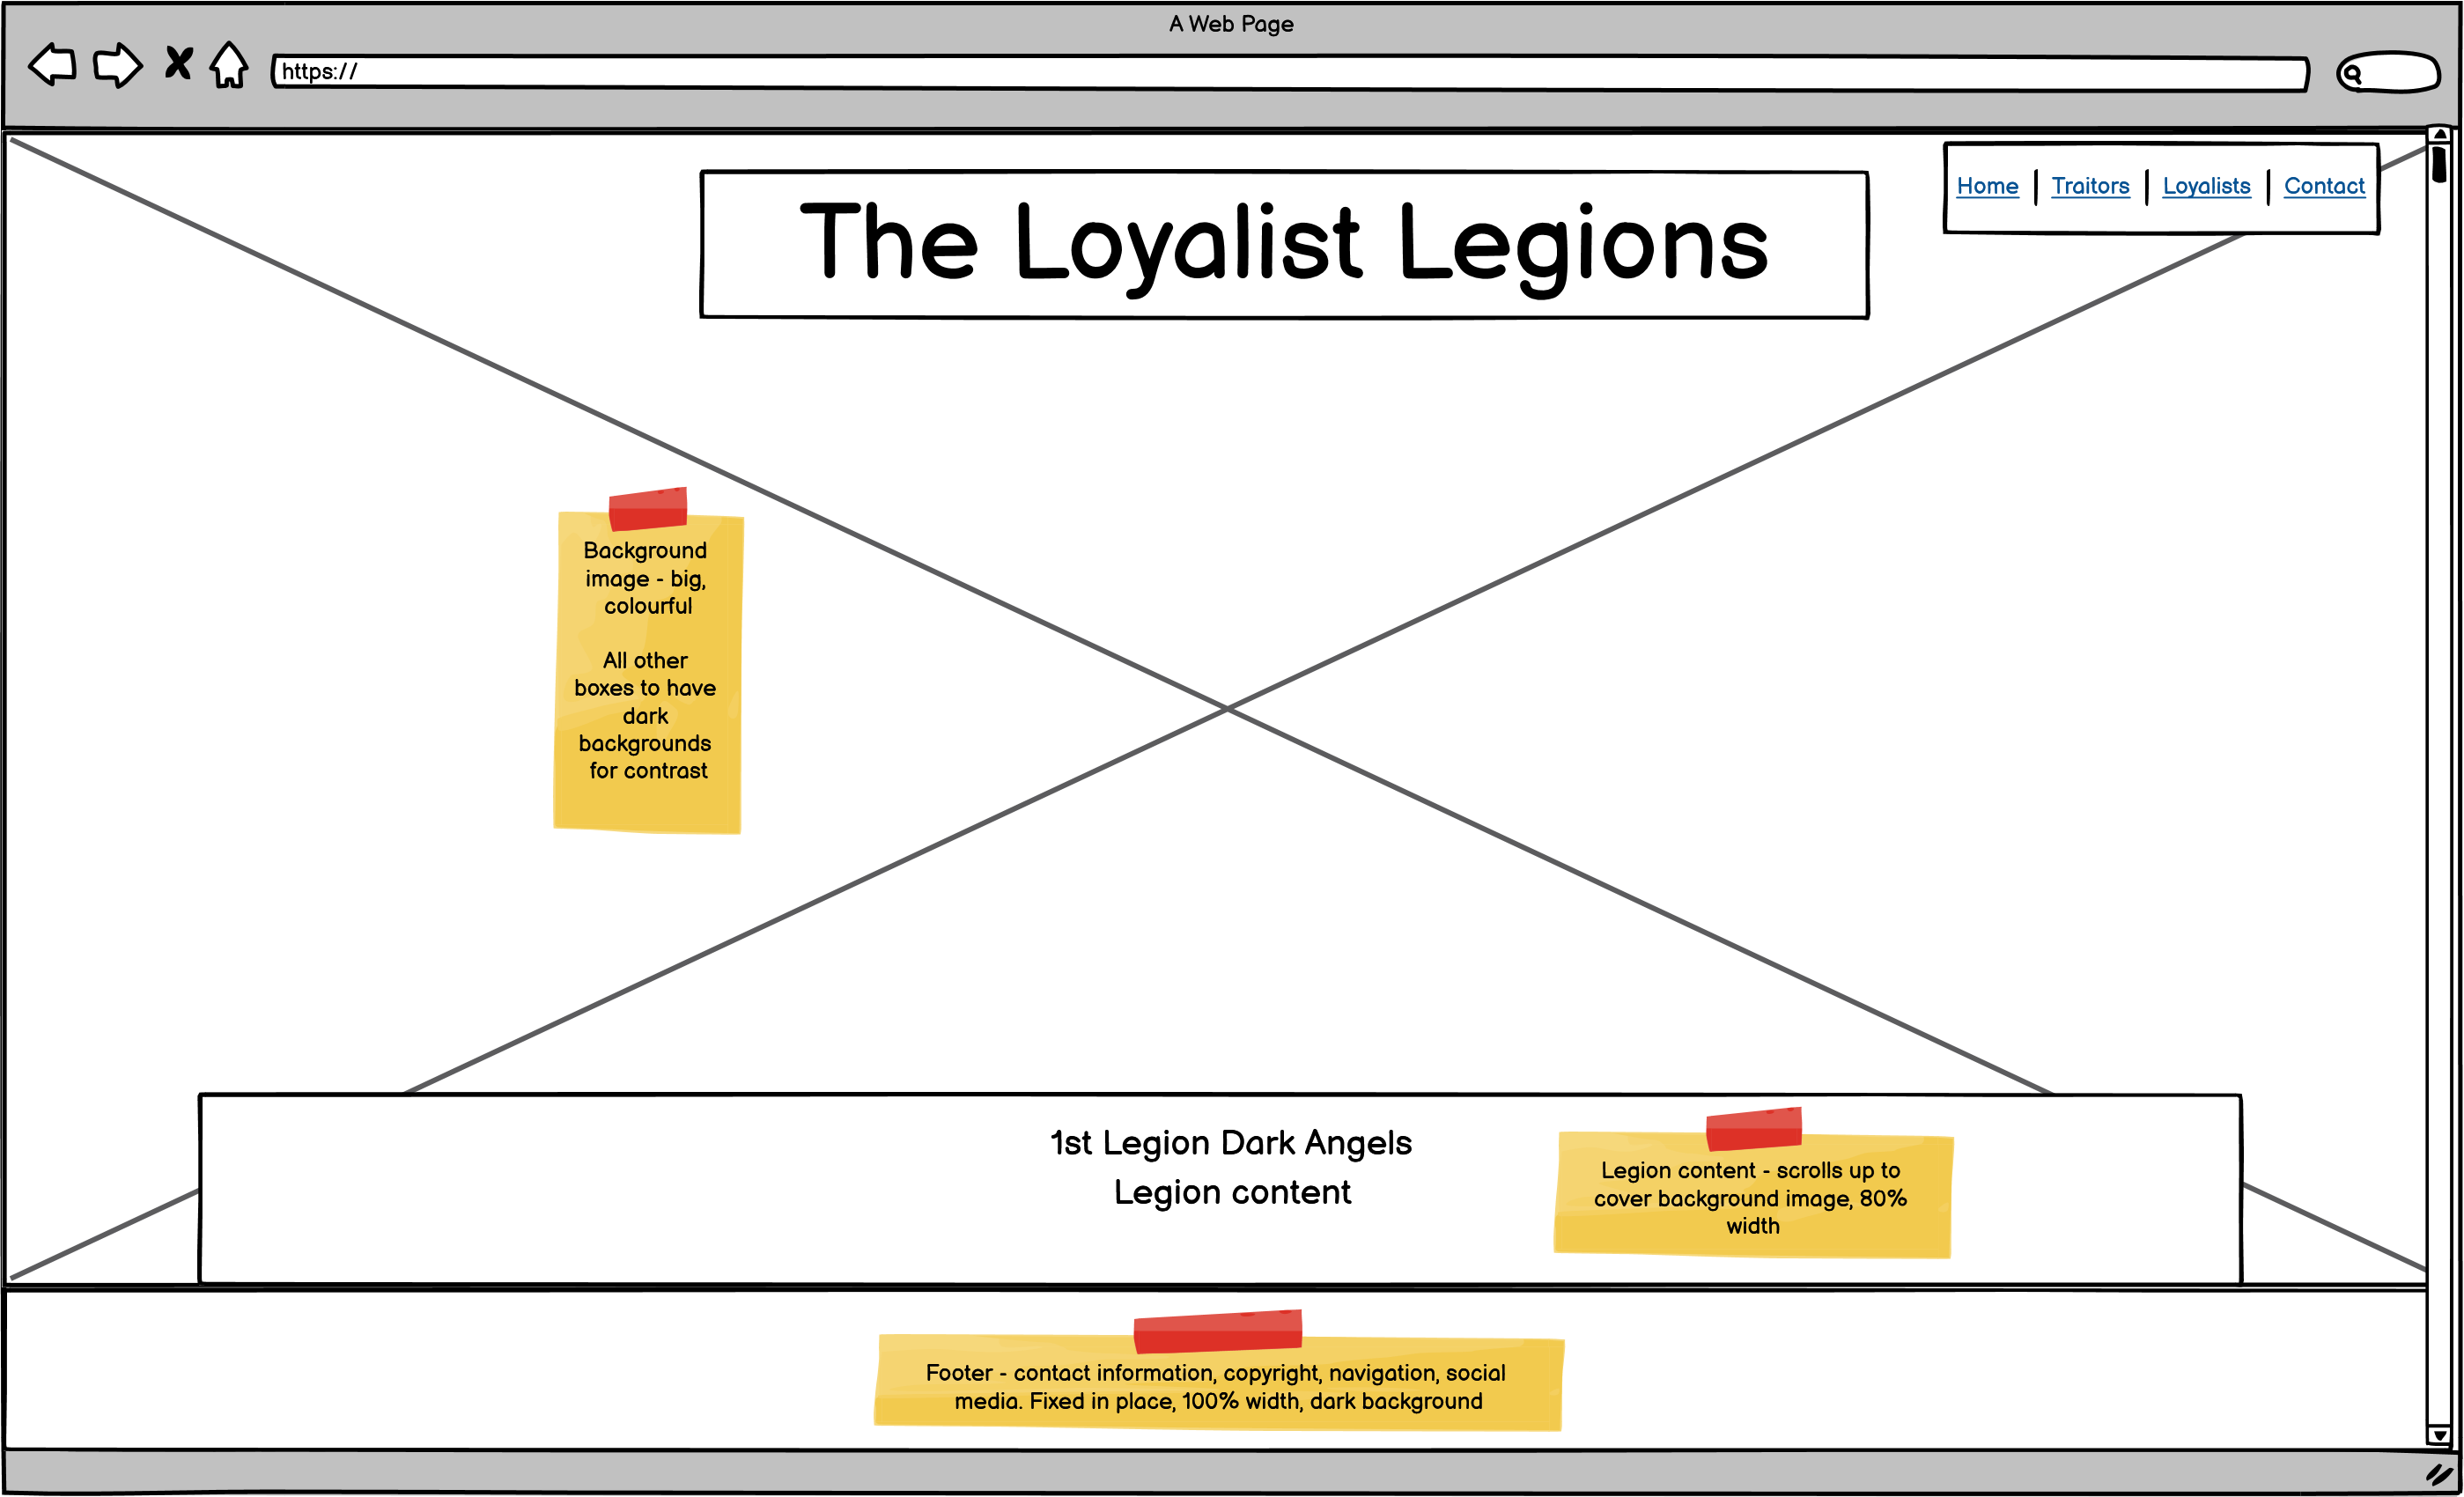 A Web Page
https://
Home | Traitors | Loyalists | Contact
The Loyalist Legions
Background
image - big,
colourful
All other
boxes to have
dark
backgrounds
for contrast
1st Legion Dark Angels
Legion content
Legion content - scrolls up to
cover background image, 80%
width
Footer - contact information, copyright, navigation, social
media. Fixed in place, 100% width, dark background